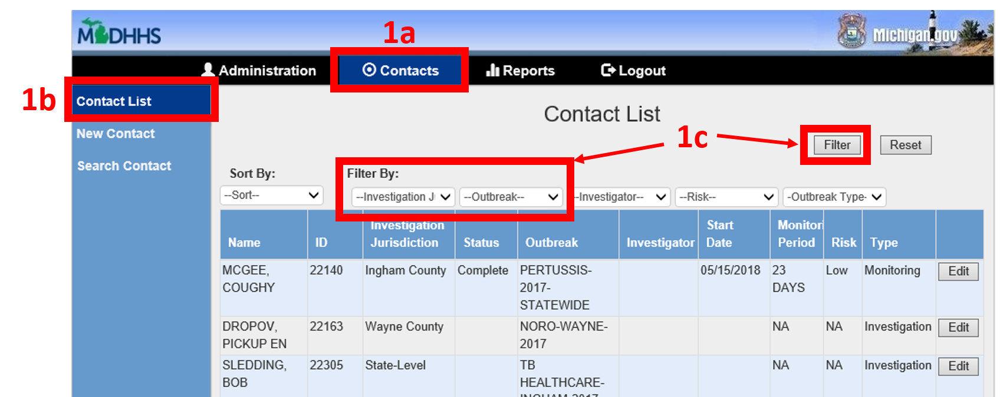 MDHHS
1a
Michigan.gov
Administration
Contacts
Reports
Logout
1b
Contact List
New Contact
Search Contact
Contact List
1c
Filter
Reset
Sort By:
Filter By:
--Sort--
--Investigation J
--Outbreak--
--Investigator--
--Risk--
-Outbreak Type-
Name
ID
Investigation
Jurisdiction
Status
Outbreak
Investigator
Start
Date
Monitori
Period
Risk
Type
MCGEE,
COUGHY
22140
Ingham County
Complete
PERTUSSIS-
2017-
STATEWIDE
05/15/2018
23
DAYS
Low
Monitoring
Edit
DROPOV,
PICKUP EN
22163
Wayne County
NORO-WAYNE-
2017
NA
NA
Investigation
Edit
SLEDDING,
BOB
22305
State-Level
TB
HEALTHCARE-
INGHAM-2017
NA
NA
Investigation
Edit